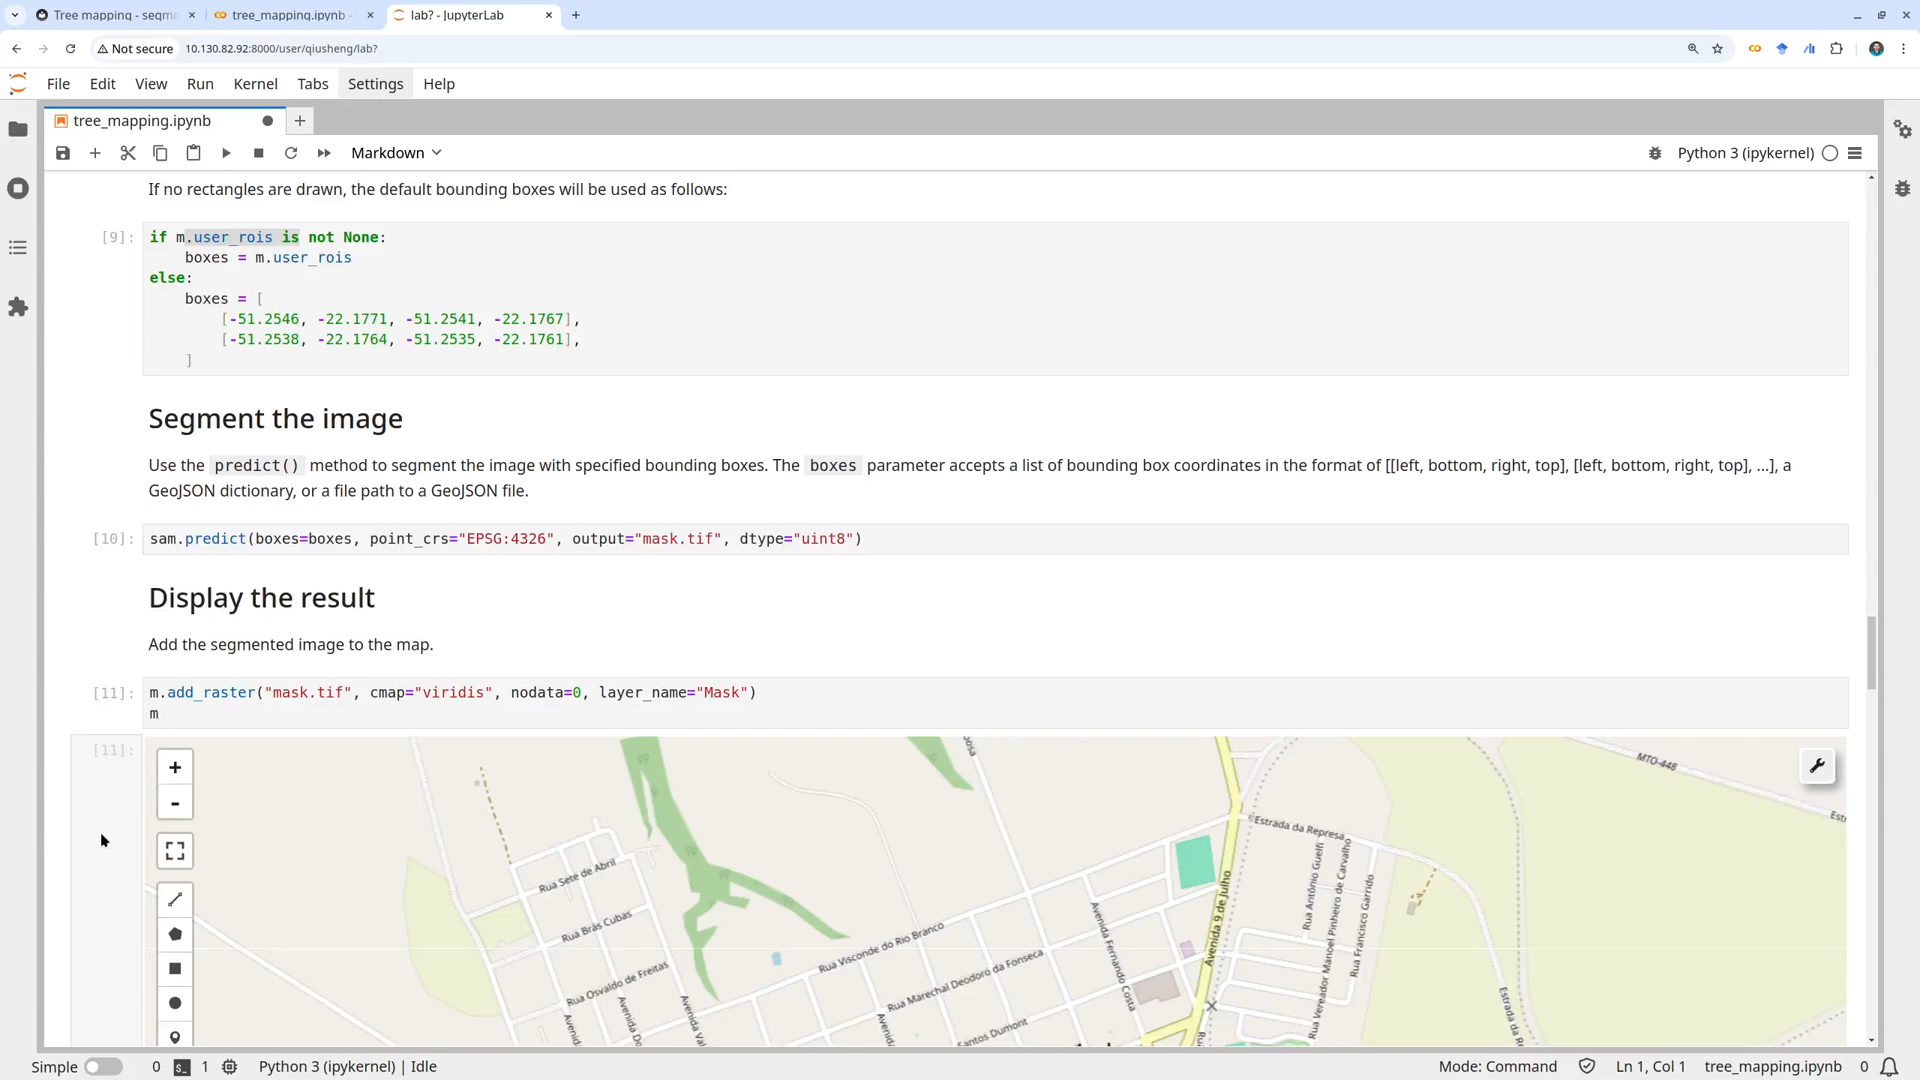 Tree mapping - segme
tree_mapping.ipynb -
lab? - JupyterLab
Not secure
10.130.82.92:8000/user/qiusheng/lab?
File Edit View Run Kernel Tabs Settings Help
tree_mapping.ipynb
Markdown
Python 3 (ipykernel)
If no rectangles are drawn, the default bounding boxes will be used as follows:
[9]:
if m.user_rois is not None:
    boxes = m.user_rois
else:
    boxes = [
        [-51.2546, -22.1771, -51.2541, -22.1767],
        [-51.2538, -22.1764, -51.2535, -22.1761],
    ]
Segment the image
Use the predict() method to segment the image with specified bounding boxes. The boxes parameter accepts a list of bounding box coordinates in the format of [[left, bottom, right, top], [left, bottom, right, top], ...], a
GeoJSON dictionary, or a file path to a GeoJSON file.
[10]: sam.predict(boxes=boxes, point_crs="EPSG:4326", output="mask.tif", dtype="uint8")
Display the result
Add the segmented image to the map.
[11]: m.add_raster("mask.tif", cmap="viridis", nodata=0, layer_name="Mask")
m
[11]:
+
-
MTO-448
Estrada da Represa
Rua Sete de Abril
Rua Brás Cubas
Rua Osvaldo de Freitas
Rua Visconde do Rio Branco
Rua Marechal Deodoro da Fonseca
Avenida Fernando Costa
Avenida 9 de Julho
Rua Antônio Guelfi
Rua Vereador Manoel Pinheiro de Carvalho
Rua Francisco Garrido
Santos Dumont
Simple
0
1
Python 3 (ipykernel) | Idle
Mode: Command
Ln 1, Col 1
tree_mapping.ipynb
0